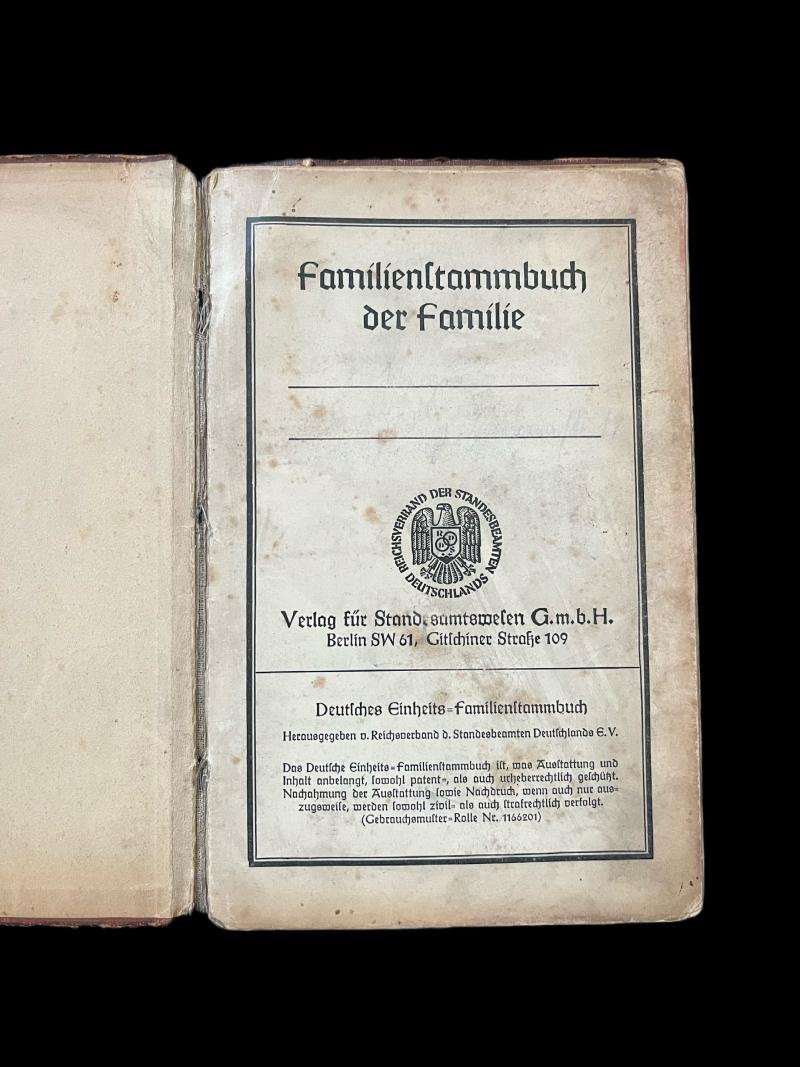 Familienstammbuch
der Familie
REICHSVERBAND DER STANDESBEAMTEN DEUTSCHLANDS
Verlag für Standesamtswesen G.m.b.H.
Berlin SW 61, Gitschiner Straße 109
Deutsches Einheits=Familienstammbuch
Herausgegeben v. Reichsverband d. Standesbeamten Deutschlands E.V.
Das Deutsche Einheits=Familienstammbuch ist, was Ausstattung und
Inhalt anbelangt, sowohl patent=, als auch urheberrechtlich geschützt.
Nachahmung der Ausstattung sowie Nachdruck, wenn auch nur aus=
zugsweise, werden sowohl zivil= als auch strafrechtlich verfolgt.
(Gebrauchsmuster=Rolle Nr. 1166201)